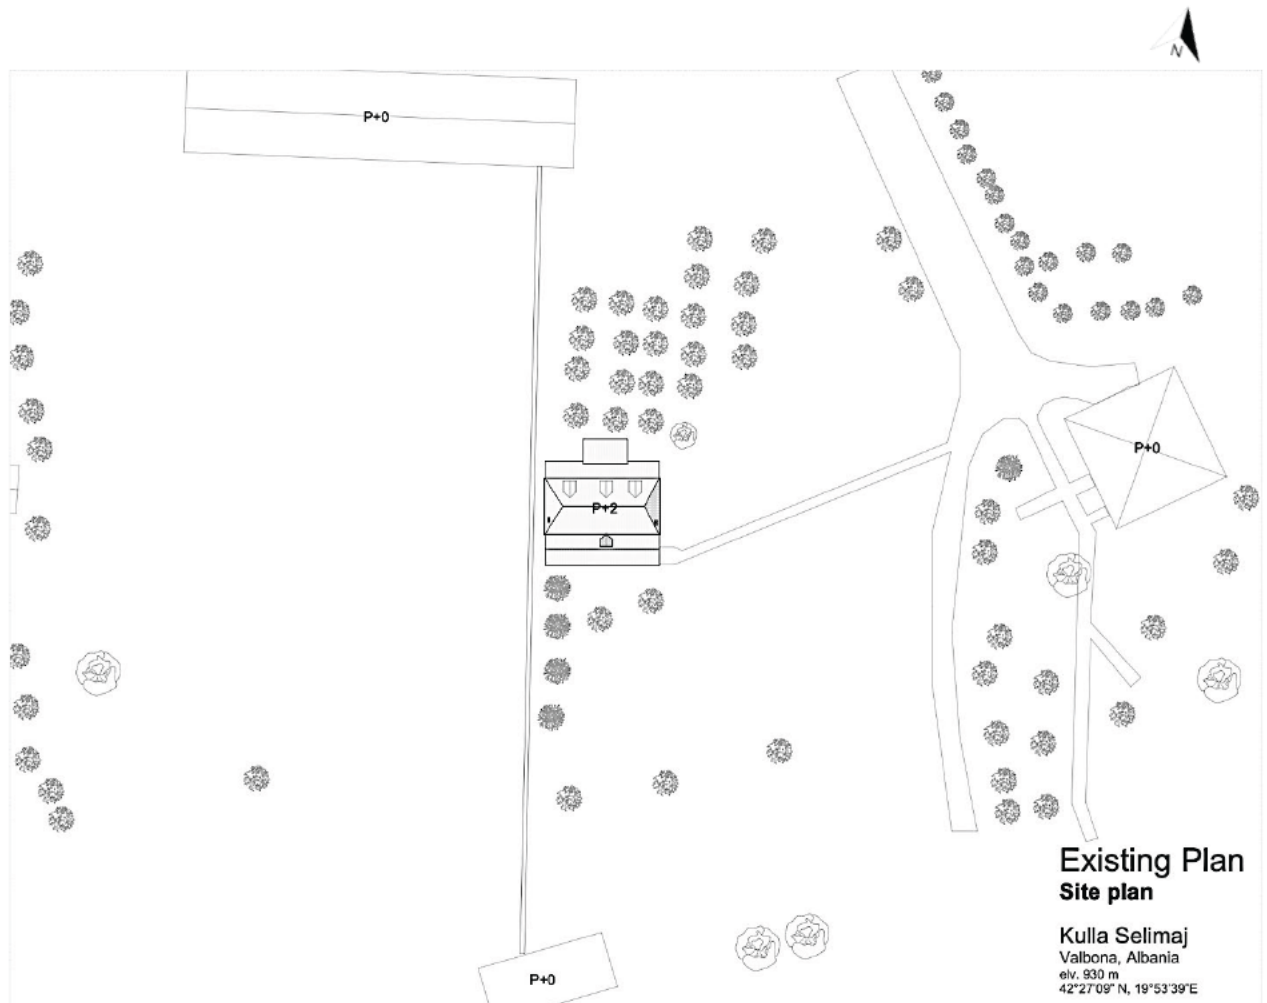 N
P+0
P+0
P+2
P+0
Existing Plan
Site plan
Kulla Selimaj
Valbona, Albania
elv. 930 m
42°27'09" N, 19°53'39"E